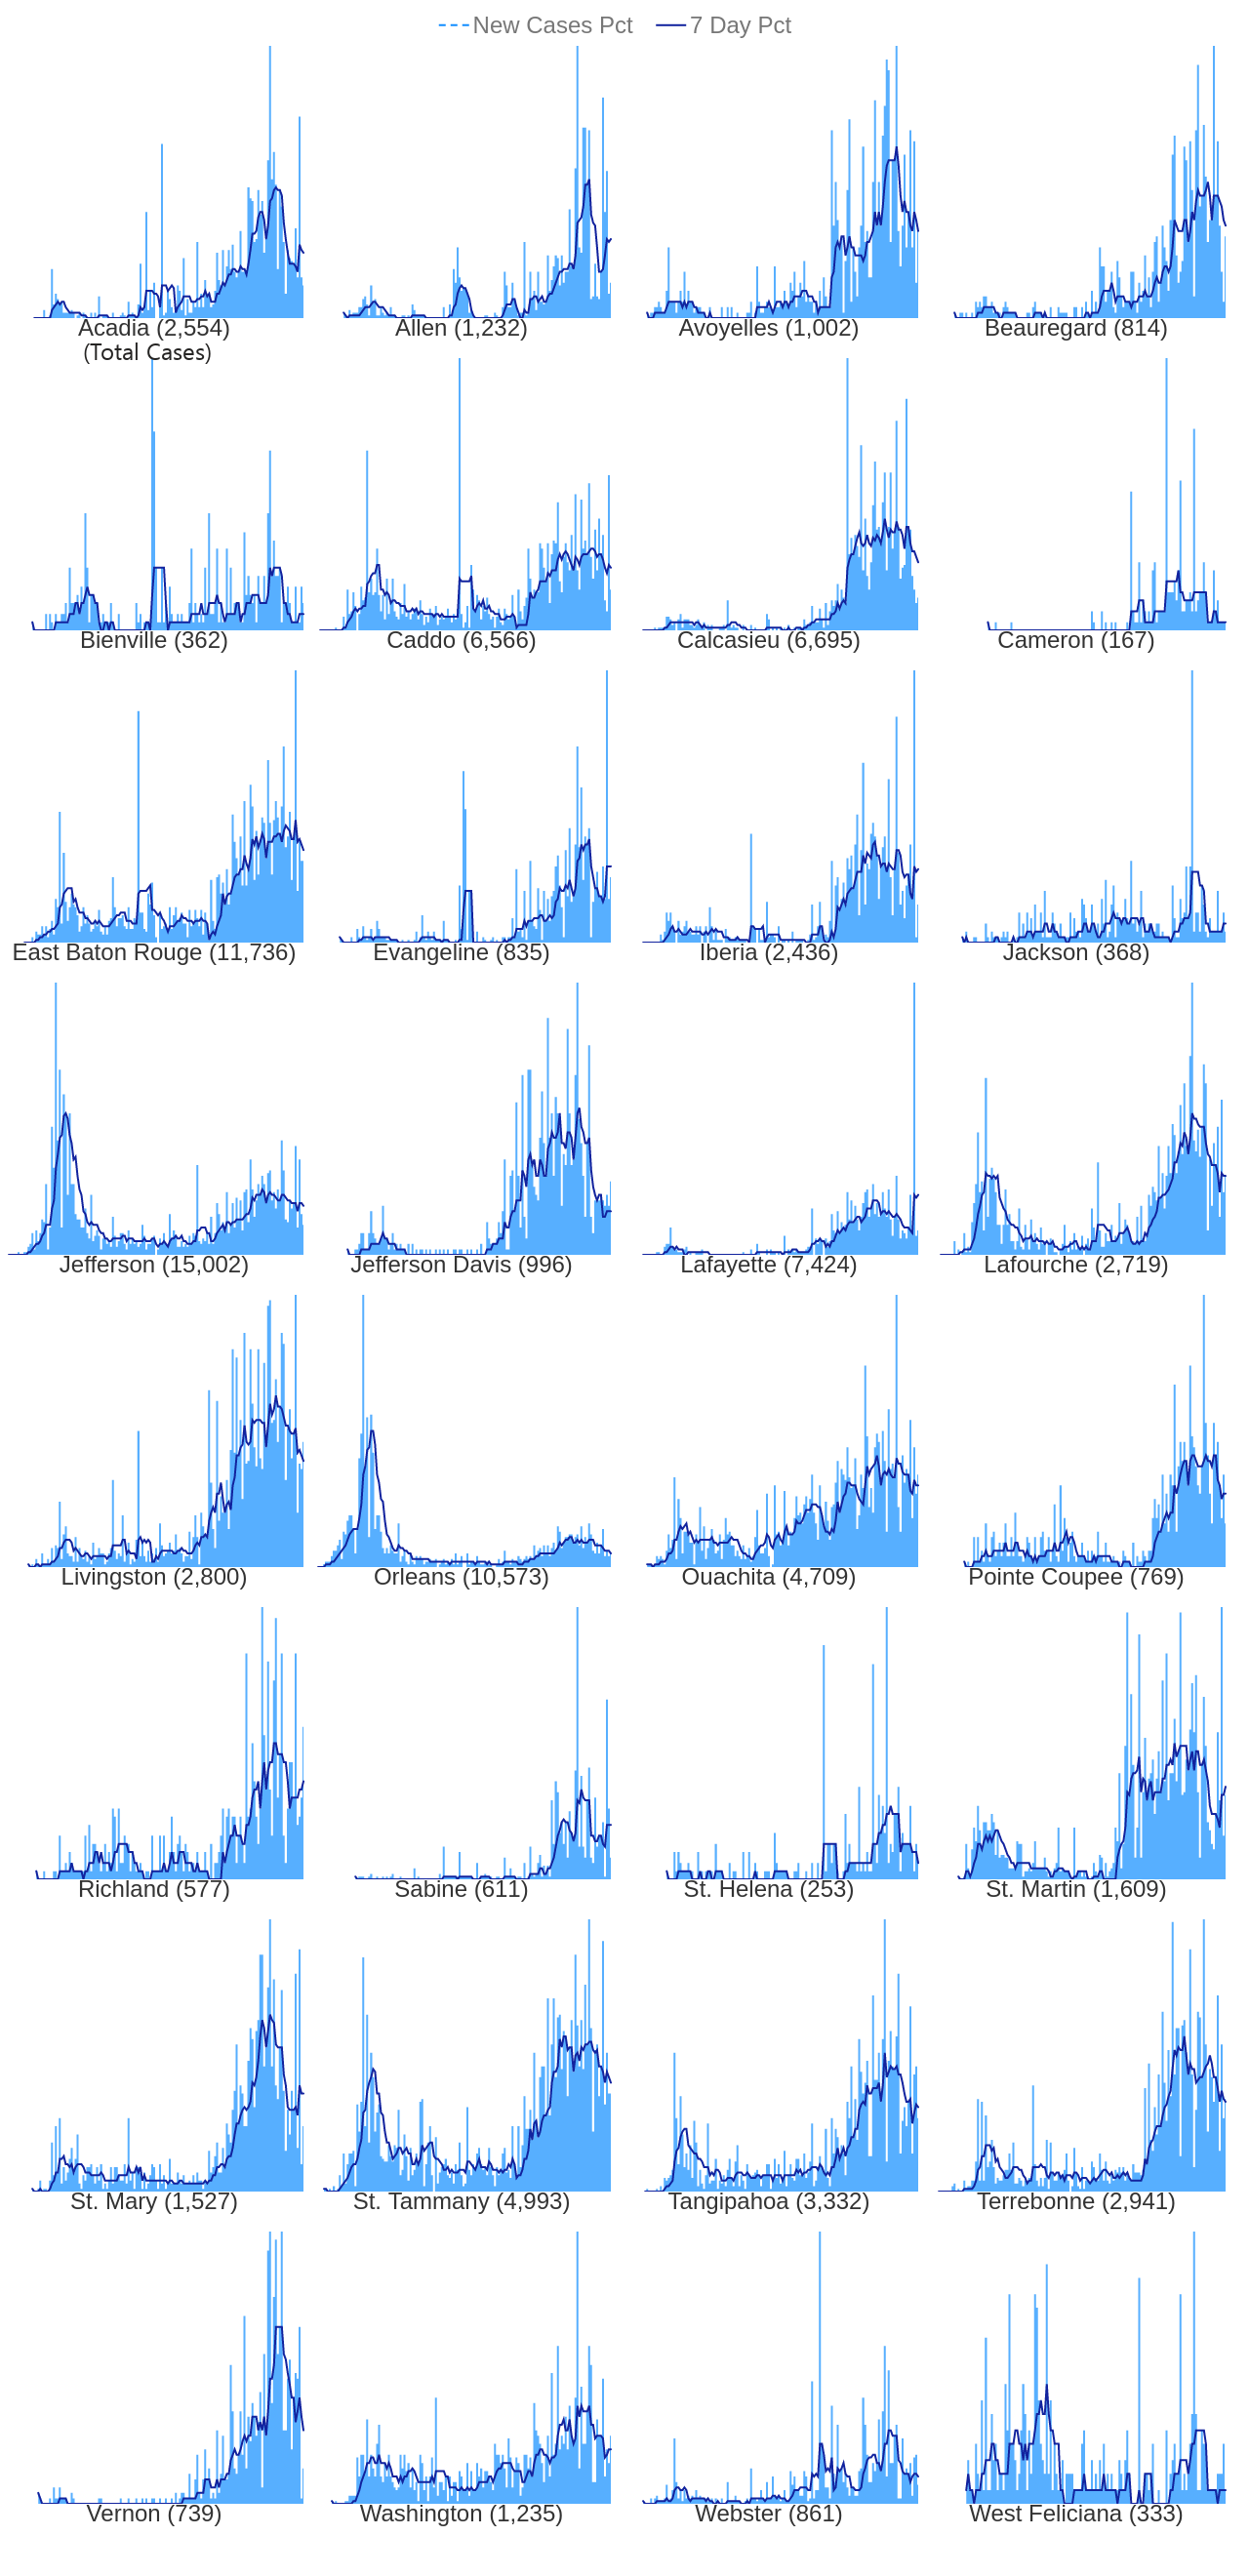 New Cases Pct 7 Day Pct
Acadia (2,554) Allen (1,232) Avoyelles (1,002) Beauregard (814)
(Total Cases)
Bienville (362) Caddo (6,566) Calcasieu (6,695) Cameron (167)
East Baton Rouge (11,736) Evangeline (835) Iberia (2,436) Jackson (368)
Jefferson (15,002) Jefferson Davis (996) Lafayette (7,424) Lafourche (2,719)
Livingston (2,800) Orleans (10,573) Ouachita (4,709) Pointe Coupee (769)
Richland (577) Sabine (611) St. Helena (253) St. Martin (1,609)
St. Mary (1,527) St. Tammany (4,993) Tangipahoa (3,332) Terrebonne (2,941)
Vernon (739) Washington (1,235) Webster (861) West Feliciana (333)